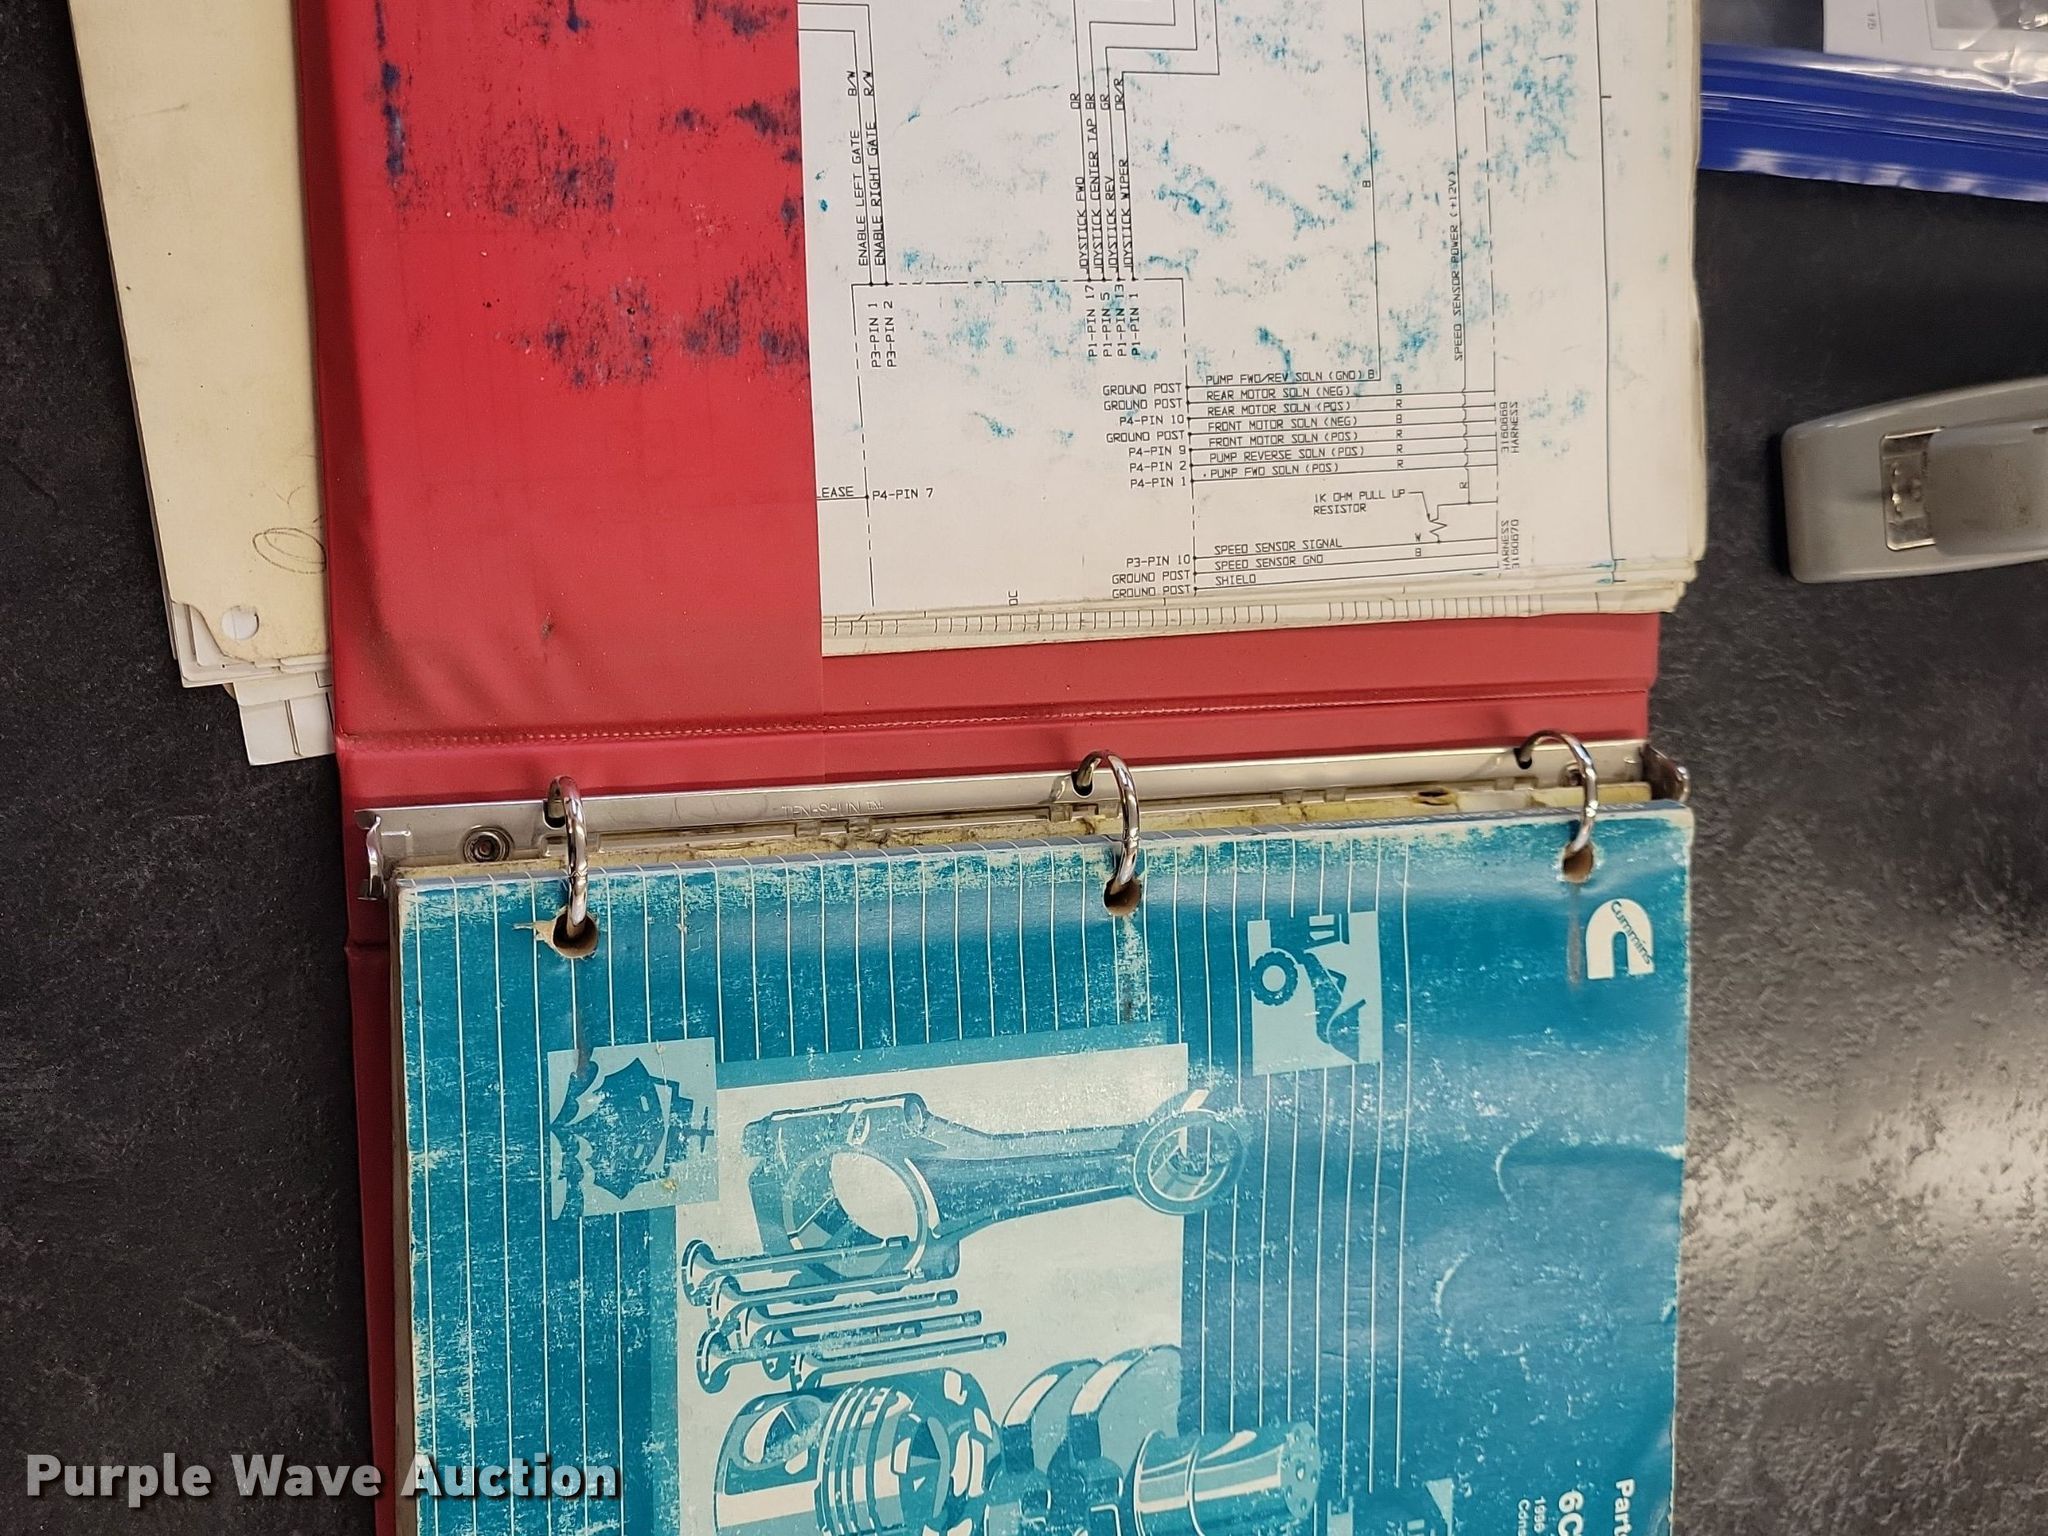 ENABLE LEFT GATE B/W
ENABLE RIGHT GATE R/W
P3-PIN 1
P3-PIN 2
JOYSTICK FWD OR
JOYSTICK CENTER TAP BR
JOYSTICK REV GR
JOYSTICK WIPER OR/R
P1-PIN 17
P1-PIN 5
P1-PIN 13
P1-PIN 1
B
SPEED SENSOR POWER (+12V)
GROUND POST PUMP FWD/REV SOLN (GND) B
GROUND POST REAR MOTOR SOLN (NEG) B
P4-PIN 10 REAR MOTOR SOLN (POS) R
GROUND POST FRONT MOTOR SOLN (NEG) B
P4-PIN 9 FRONT MOTOR SOLN (POS) R
P4-PIN 2 PUMP REVERSE SOLN (POS) R
P4-PIN 1 PUMP FWD SOLN (POS) R
3160669
HARNESS
LEASE P4-PIN 7
1K OHM PULL UP
RESISTOR
R
P3-PIN 10 SPEED SENSOR SIGNAL W
GROUND POST SPEED SENSOR GND B
GROUND POST SHIELD
HARNESS
3160670
DC
Cummins
Part
6C
1996
Cons
Purple Wave Auction